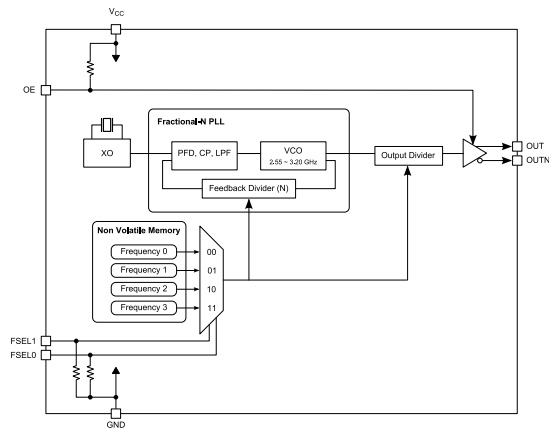 VCC
OE
Fractional-N PLL
XO
PFD, CP, LPF
VCO
2.55 ~ 3.20 GHz
Output Divider
OUT
OUTN
Feedback Divider (N)
Non Volatile Memory
Frequency 0
00
Frequency 1
01
Frequency 2
10
Frequency 3
11
FSEL1
FSEL0
GND